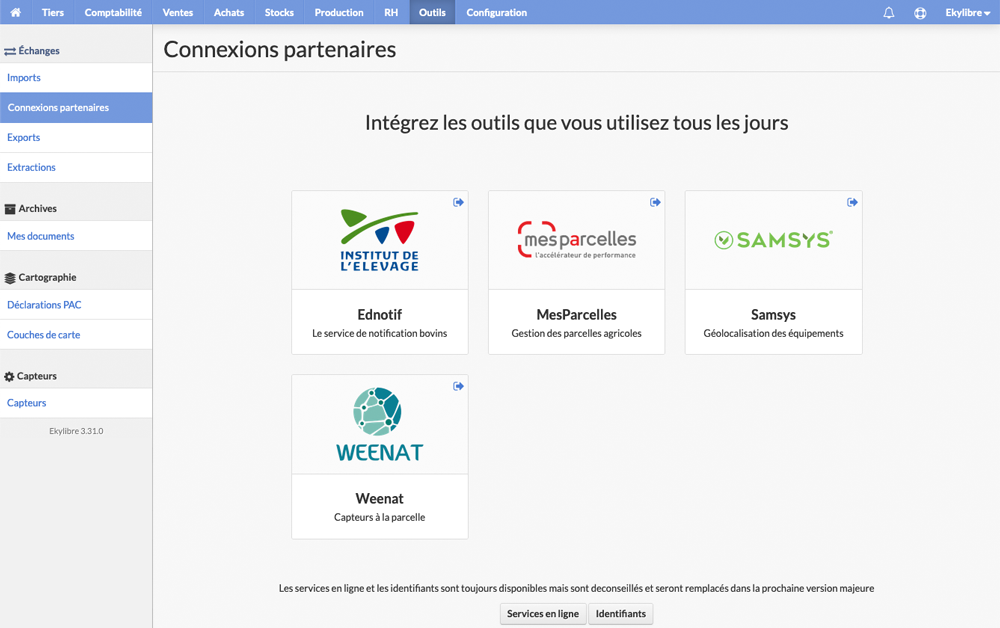 Tiers Comptabilité Ventes Achats Stocks Production RH Outils Configuration Ekylibre
Échanges
Imports
Connexions partenaires
Exports
Extractions
Archives
Mes documents
Cartographie
Déclarations PAC
Couches de carte
Capteurs
Capteurs
Ekylibre 3.31.0
Connexions partenaires
Intégrez les outils que vous utilisez tous les jours
INSTITUT DE
L'ELEVAGE
Ednotif
Le service de notification bovins
mesparcelles
l'accélérateur de performance
MesParcelles
Gestion des parcelles agricoles
SAMSYS
Samsys
Géolocalisation des équipements
WEENAT
Weenat
Capteurs à la parcelle
Les services en ligne et les identifiants sont toujours disponibles mais sont deconseillés et seront remplacés dans la prochaine version majeure
Services en ligne Identifiants